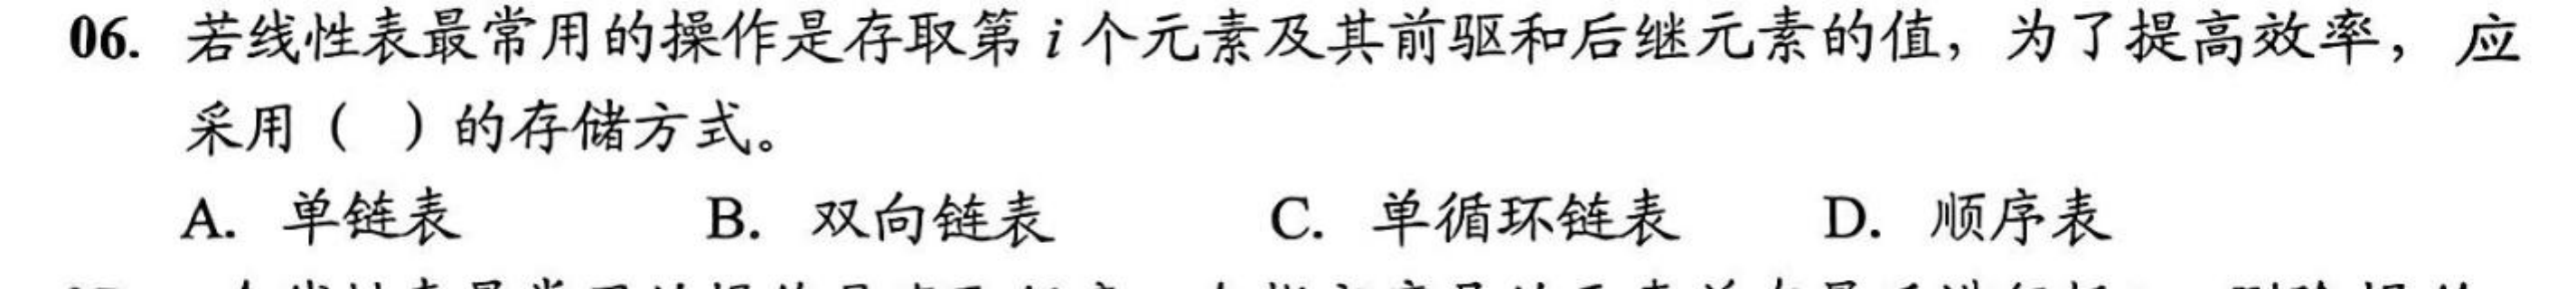 06. 若线性表最常用的操作是存取第 i 个元素及其前驱和后继元素的值，为了提高效率，应
采用（ ）的存储方式。
A. 单链表 B. 双向链表 C. 单循环链表 D. 顺序表